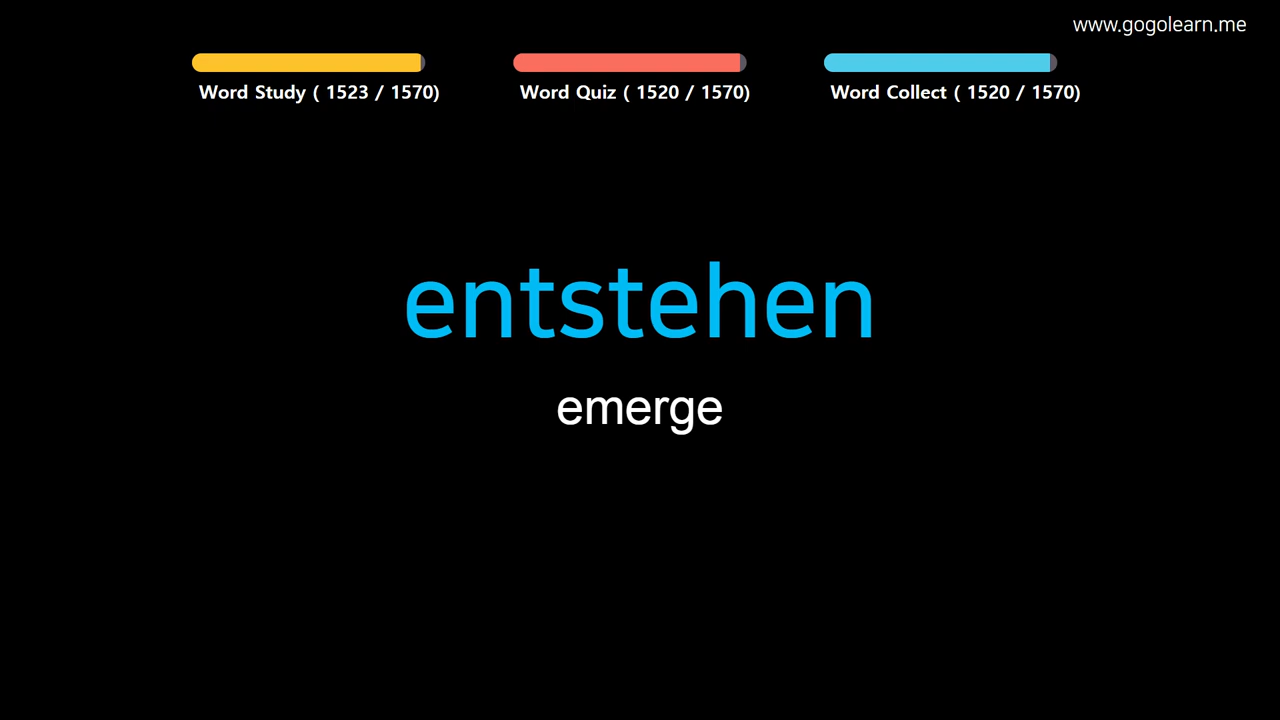 www.gogolearn.me
Word Study ( 1523 / 1570)
Word Quiz ( 1520 / 1570)
Word Collect ( 1520 / 1570)
entstehen
emerge